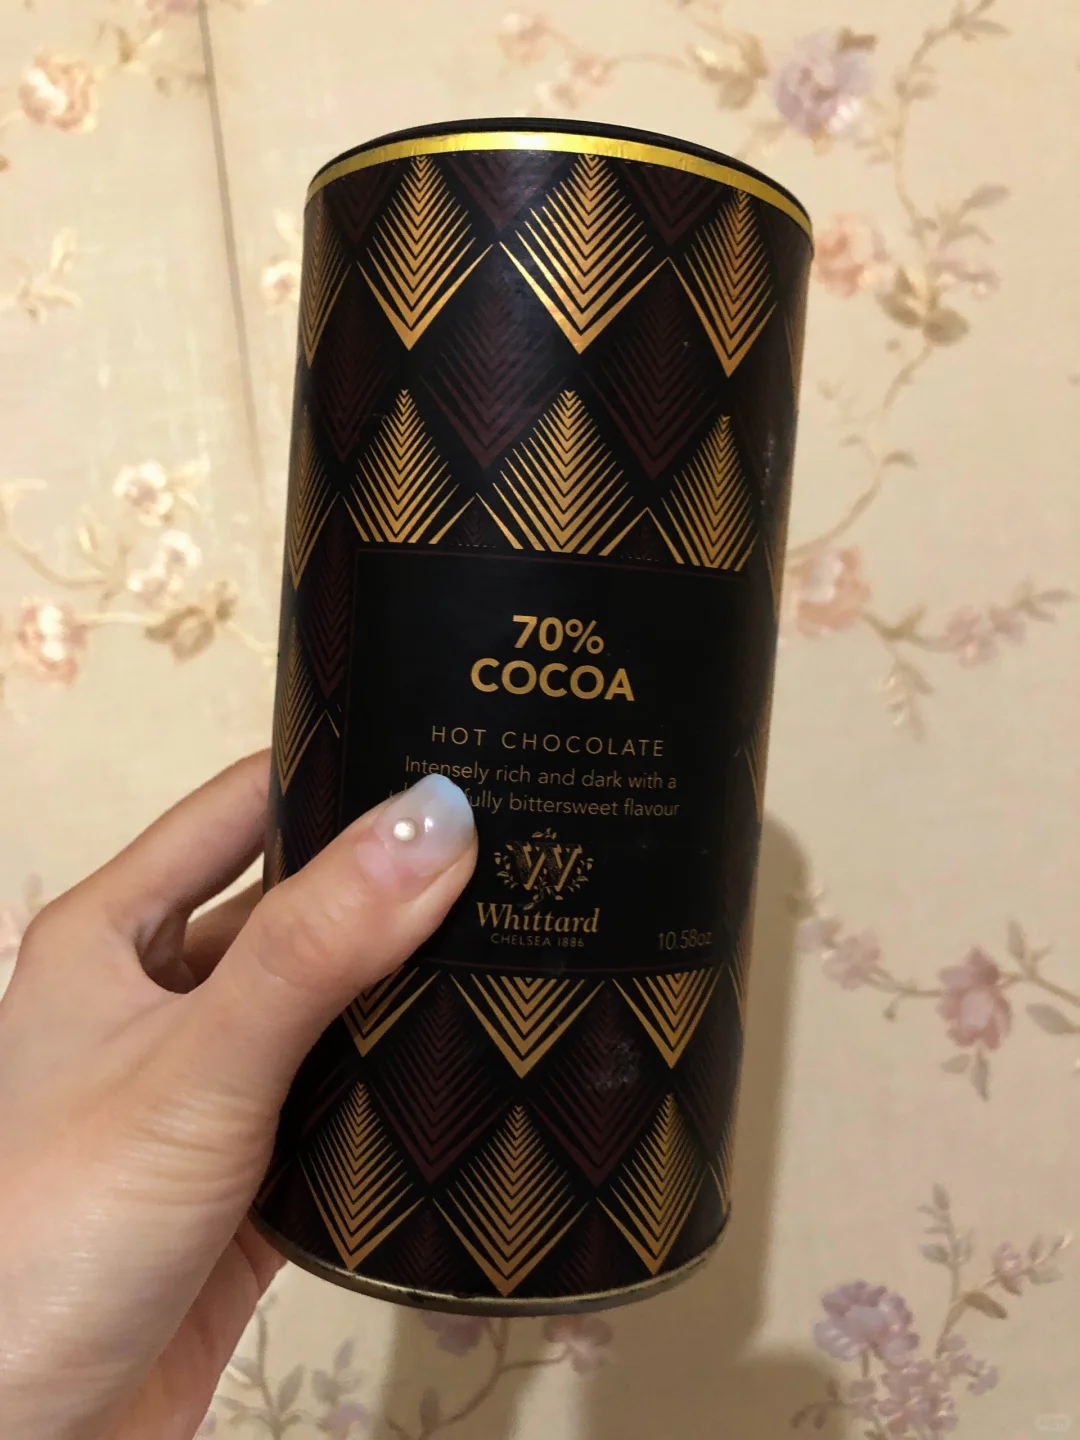 70%
COCOA
HOT CHOCOLATE
Intensely rich and dark with a
bittersweet flavour
W
Whittard
CHELSEA 1886
10.58oz